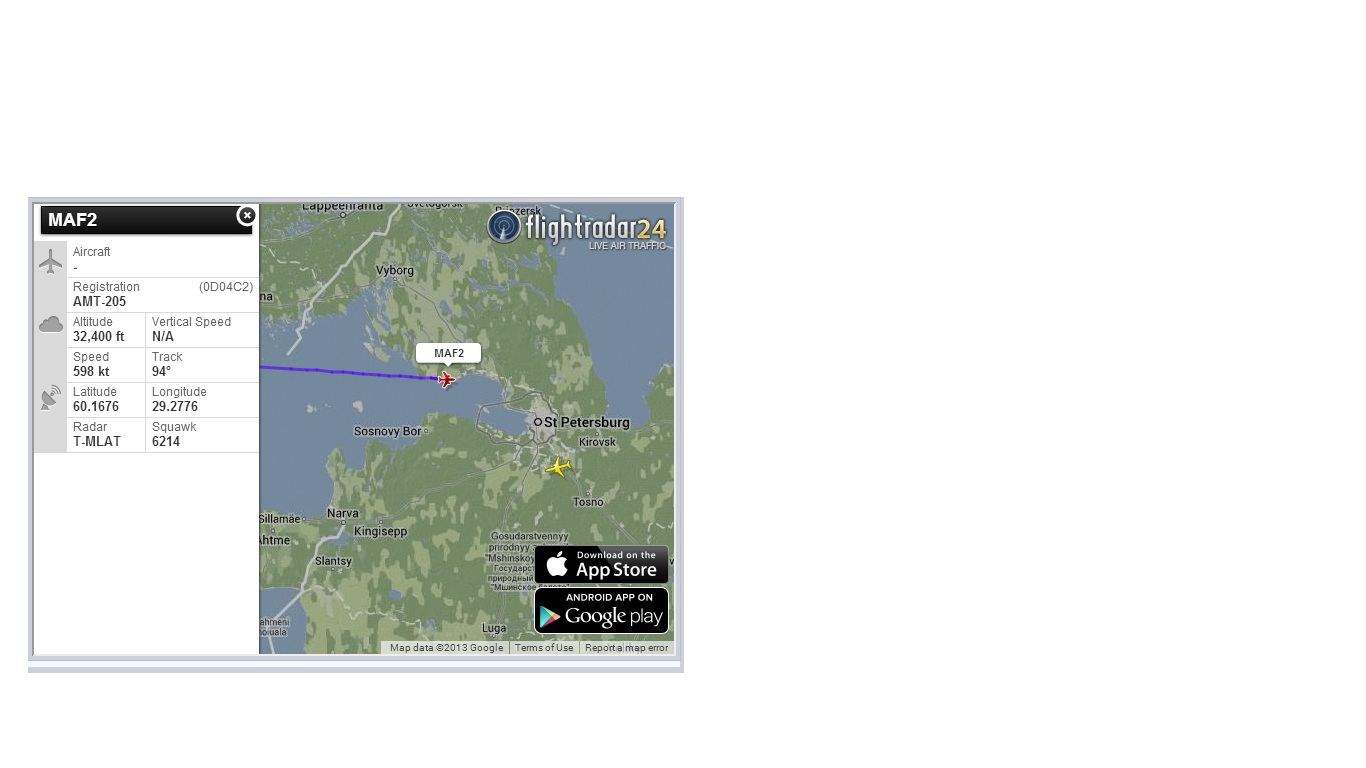 MAF2
Aircraft
-
Registration (0D04C2)
AMT-205
Altitude Vertical Speed
32,400 ft N/A
Speed Track
598 kt 94°
Latitude Longitude
60.1676 29.2776
Radar Squawk
T-MLAT 6214
Lappeenranta
Svetogorsk
flightradar24
LIVE AIR TRAFFIC
Vyborg
na
MAF2
St Petersburg
Sosnovy Bor
Kirovsk
Tosno
Narva
Sillamäe
Kingisepp
Ahtme
Slantsy
Gosudarstvennyy
prirodnyy
"Mshinskoy
природный
Download on the
App Store
ANDROID APP ON
Google play
Luga
Map data ©2013 Google
Terms of Use
Report a map error